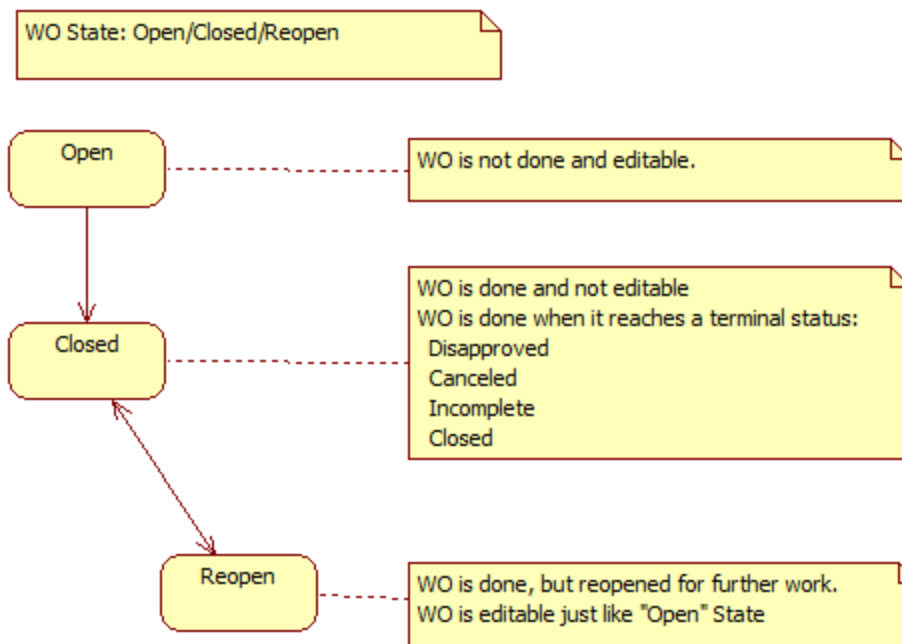 WO State: Open/Closed/Reopen
Open
WO is not done and editable.
Closed
WO is done and not editable
WO is done when it reaches a terminal status:
Disapproved
Canceled
Incomplete
Closed
Reopen
WO is done, but reopened for further work.
WO is editable just like "Open" State